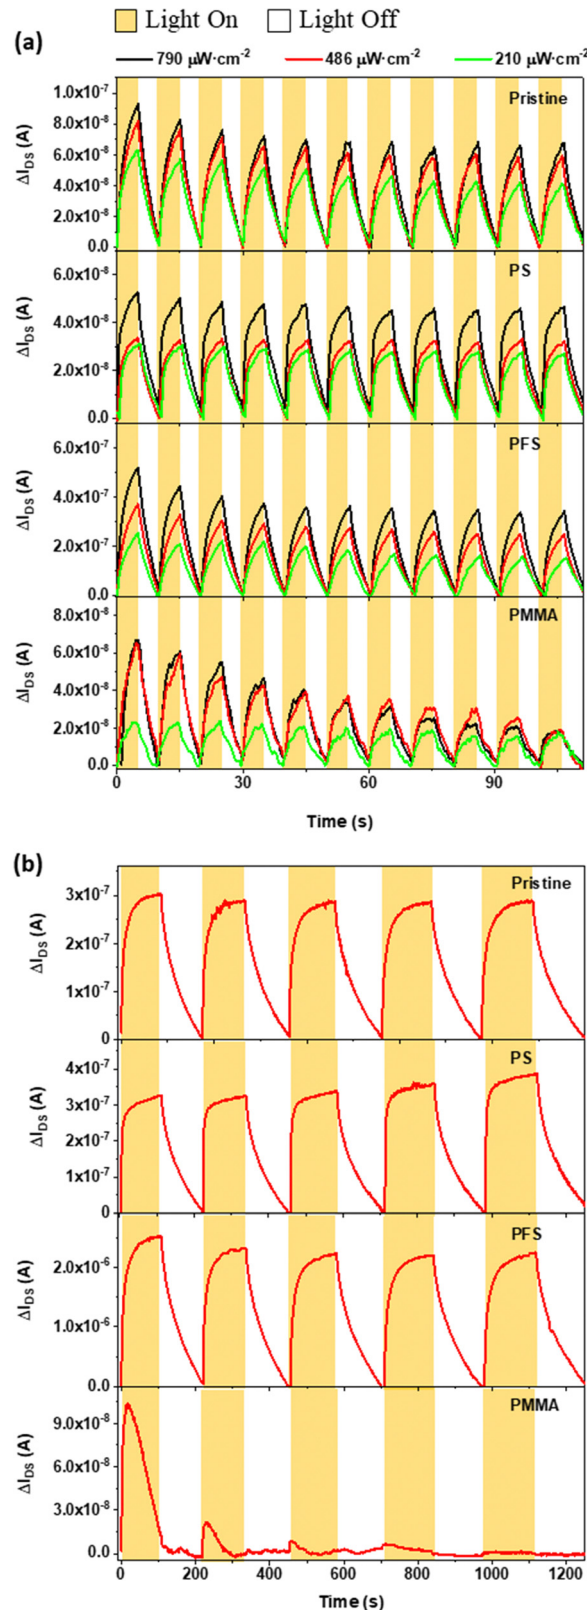 Light On Light Off
(a)
790 μW·cm⁻² 486 μW·cm⁻² 210 μW·cm⁻²
Pristine
1.0x10⁻⁷
8.0x10⁻⁸
6.0x10⁻⁸
4.0x10⁻⁸
2.0x10⁻⁸
0.0
ΔI_DS (A)
PS
6.0x10⁻⁸
4.0x10⁻⁸
2.0x10⁻⁸
0.0
ΔI_DS (A)
PFS
6.0x10⁻⁷
4.0x10⁻⁷
2.0x10⁻⁷
0.0
ΔI_DS (A)
PMMA
8.0x10⁻⁸
6.0x10⁻⁸
4.0x10⁻⁸
2.0x10⁻⁸
0.0
ΔI_DS (A)
0 30 60 90
Time (s)
(b)
Pristine
3x10⁻⁷
2x10⁻⁷
1x10⁻⁷
0
ΔI_DS (A)
PS
4x10⁻⁷
3x10⁻⁷
2x10⁻⁷
1x10⁻⁷
0
ΔI_DS (A)
PFS
2.0x10⁻⁶
1.0x10⁻⁶
0.0
ΔI_DS (A)
PMMA
9.0x10⁻⁸
6.0x10⁻⁸
3.0x10⁻⁸
0.0
ΔI_DS (A)
0 200 400 600 800 1000 1200
Time (s)